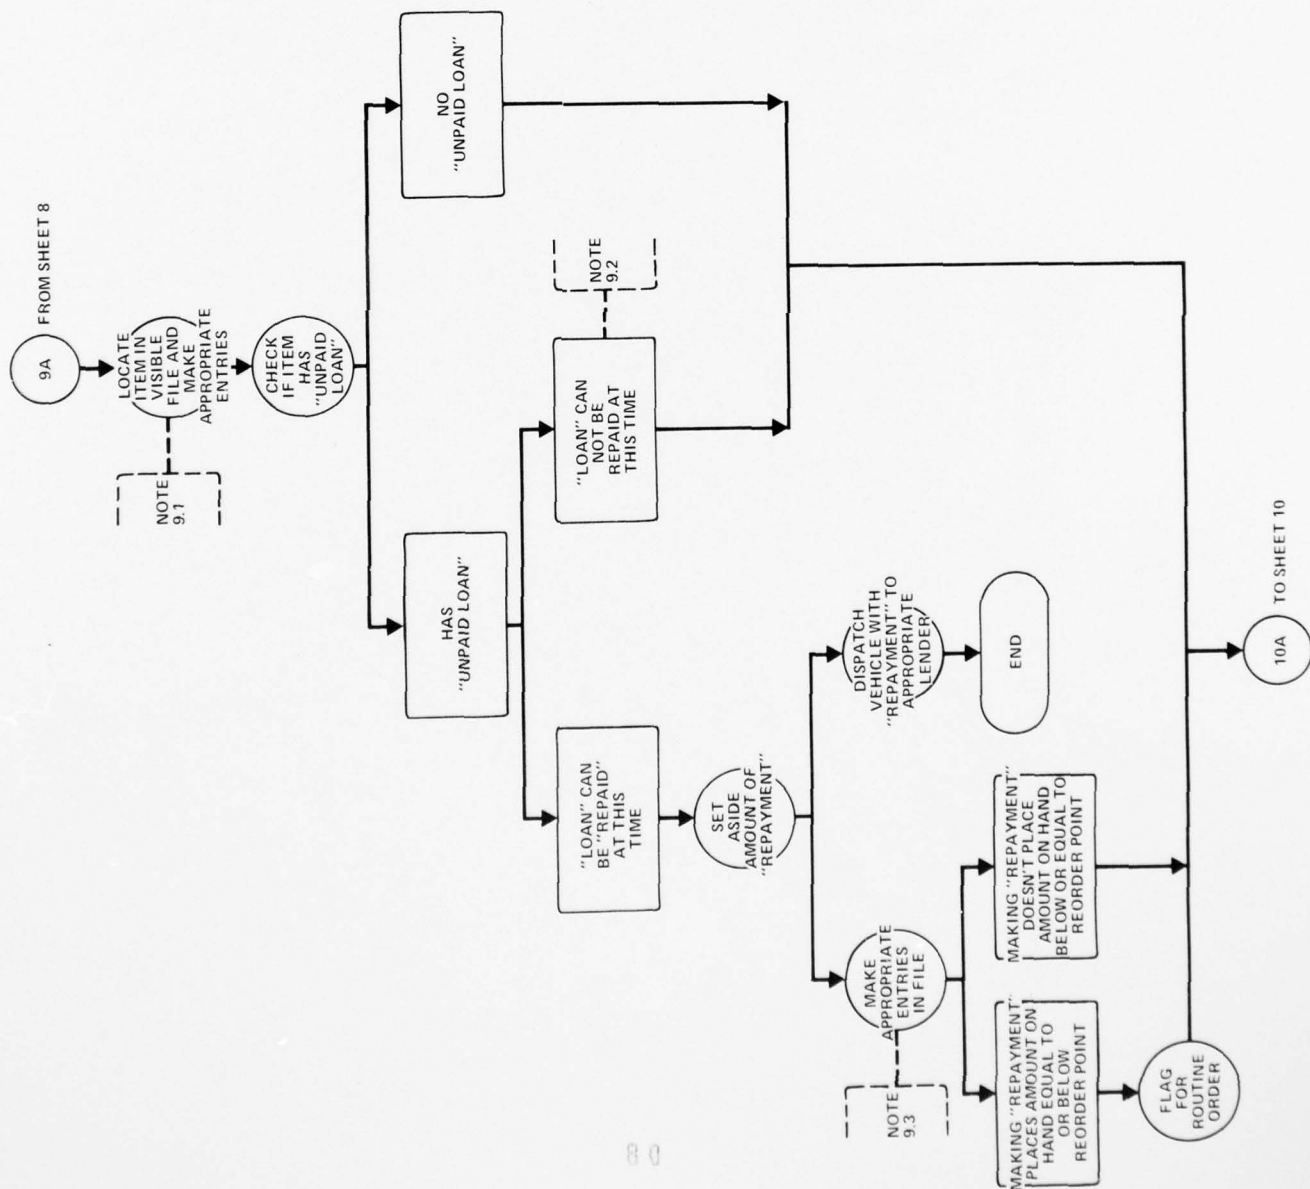 9A
FROM SHEET 8
LOCATE
ITEM IN
VISIBLE
FILE AND
MAKE
APPROPRIATE
ENTRIES
NOTE
9.1
CHECK
IF ITEM
HAS
"UNPAID
LOAN"
HAS
"UNPAID LOAN"
NO
"UNPAID LOAN"
"LOAN" CAN
BE "REPAID"
AT THIS
TIME
"LOAN" CAN
NOT BE
REPAID AT
THIS TIME
NOTE
9.2
SET
ASIDE
AMOUNT OF
"REPAYMENT"
MAKE
APPROPRIATE
ENTRIES
IN FILE
NOTE
9.3
DISPATCH
VEHICLE WITH
"REPAYMENT" TO
APPROPRIATE
LENDER
MAKING "REPAYMENT"
PLACES AMOUNT ON
HAND EQUAL TO
OR BELOW
REORDER POINT
MAKING "REPAYMENT"
DOESN'T PLACE
AMOUNT ON HAND
BELOW OR EQUAL TO
REORDER POINT
END
FLAG
FOR
ROUTINE
ORDER
10A
TO SHEET 10
80